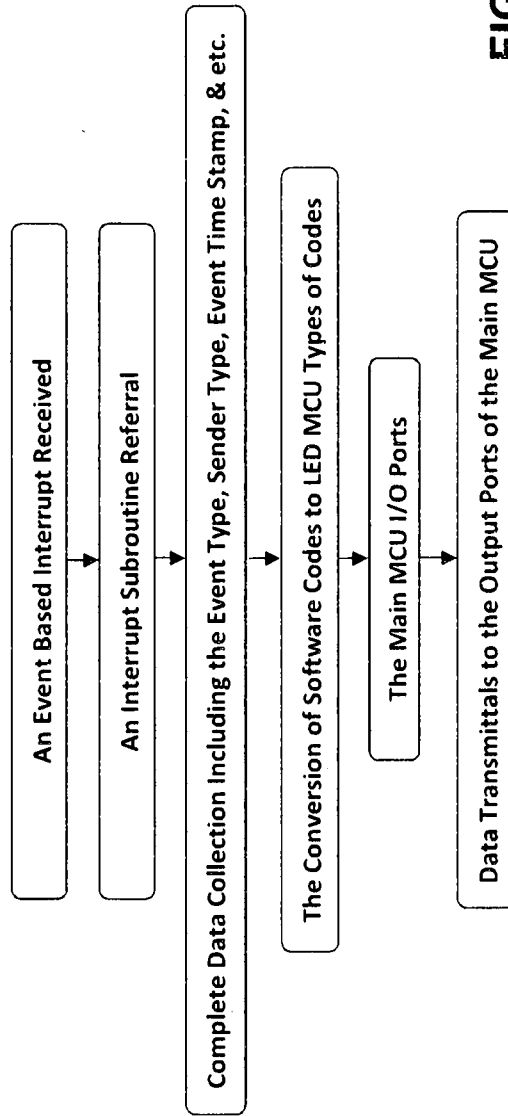 An Event Based Interrupt Received
An Interrupt Subroutine Referral
Complete Data Collection Including the Event Type, Sender Type, Event Time Stamp, & etc.
The Conversion of Software Codes to LED MCU Types of Codes
The Main MCU I/O Ports
Data Transmittals to the Output Ports of the Main MCU